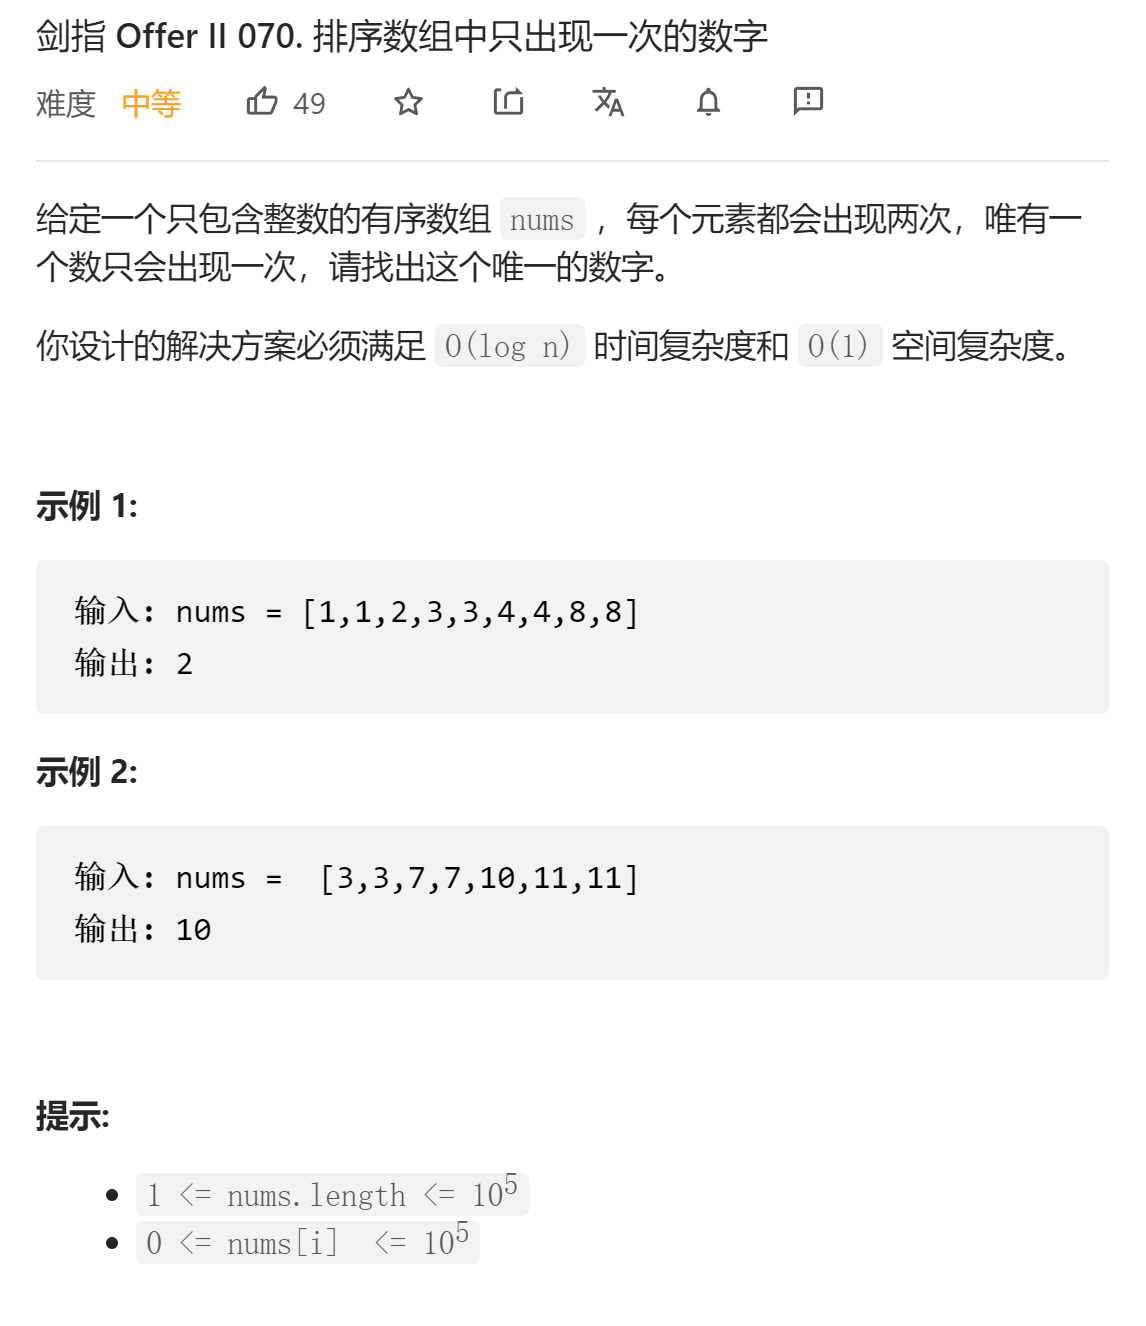 剑指 Offer II 070. 排序数组中只出现一次的数字
难度 中等 49
给定一个只包含整数的有序数组 nums ，每个元素都会出现两次，唯有一
个数只会出现一次，请找出这个唯一的数字。
你设计的解决方案必须满足 O(log n) 时间复杂度和 O(1) 空间复杂度。
示例 1:
输入: nums = [1,1,2,3,3,4,4,8,8]
输出: 2
示例 2:
输入: nums =  [3,3,7,7,10,11,11]
输出: 10
提示:
1 <= nums.length <= 10⁵
0 <= nums[i]  <= 10⁵